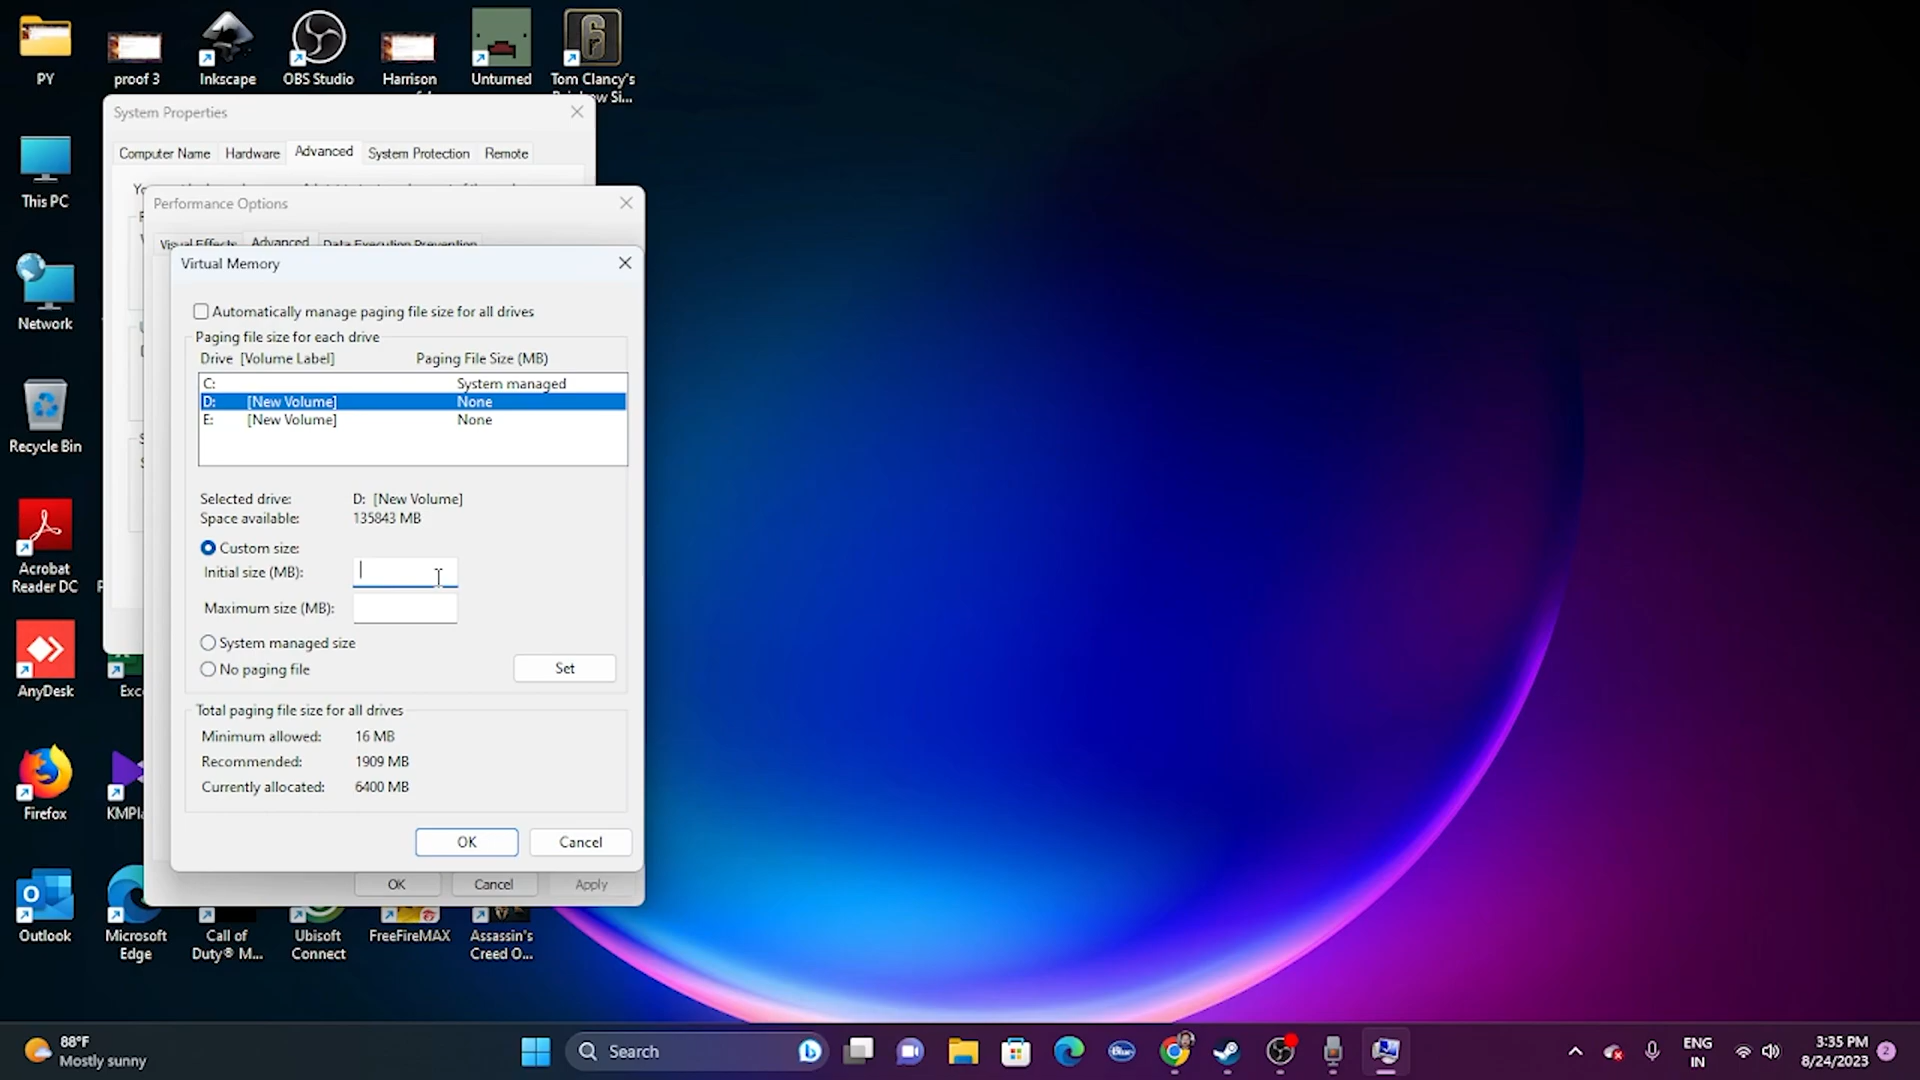 PY
proof 3
Inkscape
OBS Studio
Harrison
Unturned
Tom Clancy's
Rainbow Si...
System Properties
Computer Name
Hardware
Advanced
System Protection
Remote
This PC
Performance Options
Visual Effects
Advanced
Data Execution Prevention
Virtual Memory
Network
Automatically manage paging file size for all drives
Paging file size for each drive
Drive [Volume Label] Paging File Size (MB)
C: System managed
D: [New Volume] None
E: [New Volume] None
Recycle Bin
Selected drive: D: [New Volume]
Space available: 135843 MB
Custom size:
Initial size (MB):
Maximum size (MB):
System managed size
No paging file
Set
Acrobat
Reader DC
AnyDesk
Exc
Total paging file size for all drives
Minimum allowed: 16 MB
Recommended: 1909 MB
Currently allocated: 6400 MB
Firefox
KMPl
OK
Cancel
OK
Cancel
Apply
Outlook
Microsoft
Edge
Call of
Duty® M...
Ubisoft
Connect
FreeFireMAX
Assassin's
Creed O...
88°F
Mostly sunny
Search
Blue
ENG
IN
3:35 PM
8/24/2023
2